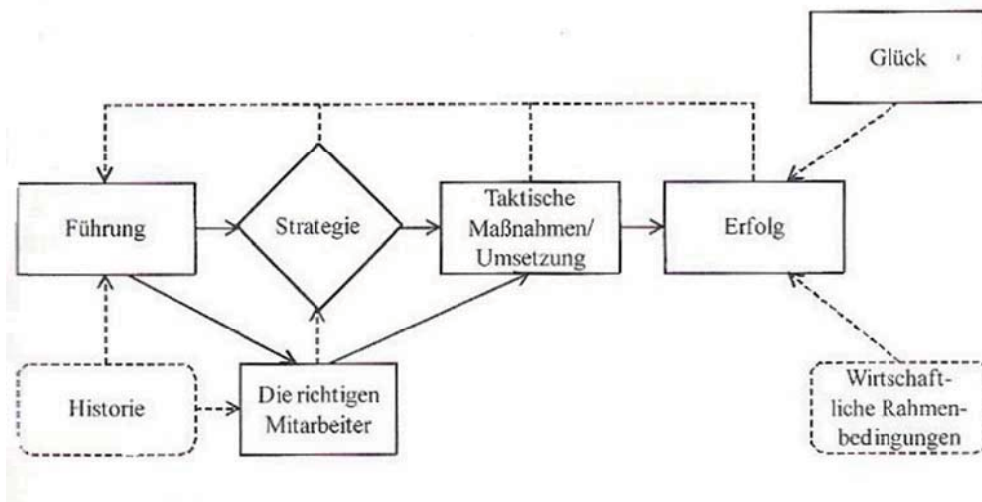 Glück
Führung
Strategie
Taktische
Maßnahmen/
Umsetzung
Erfolg
Historie
Die richtigen
Mitarbeiter
Wirtschaft-
liche Rahmen-
bedingungen